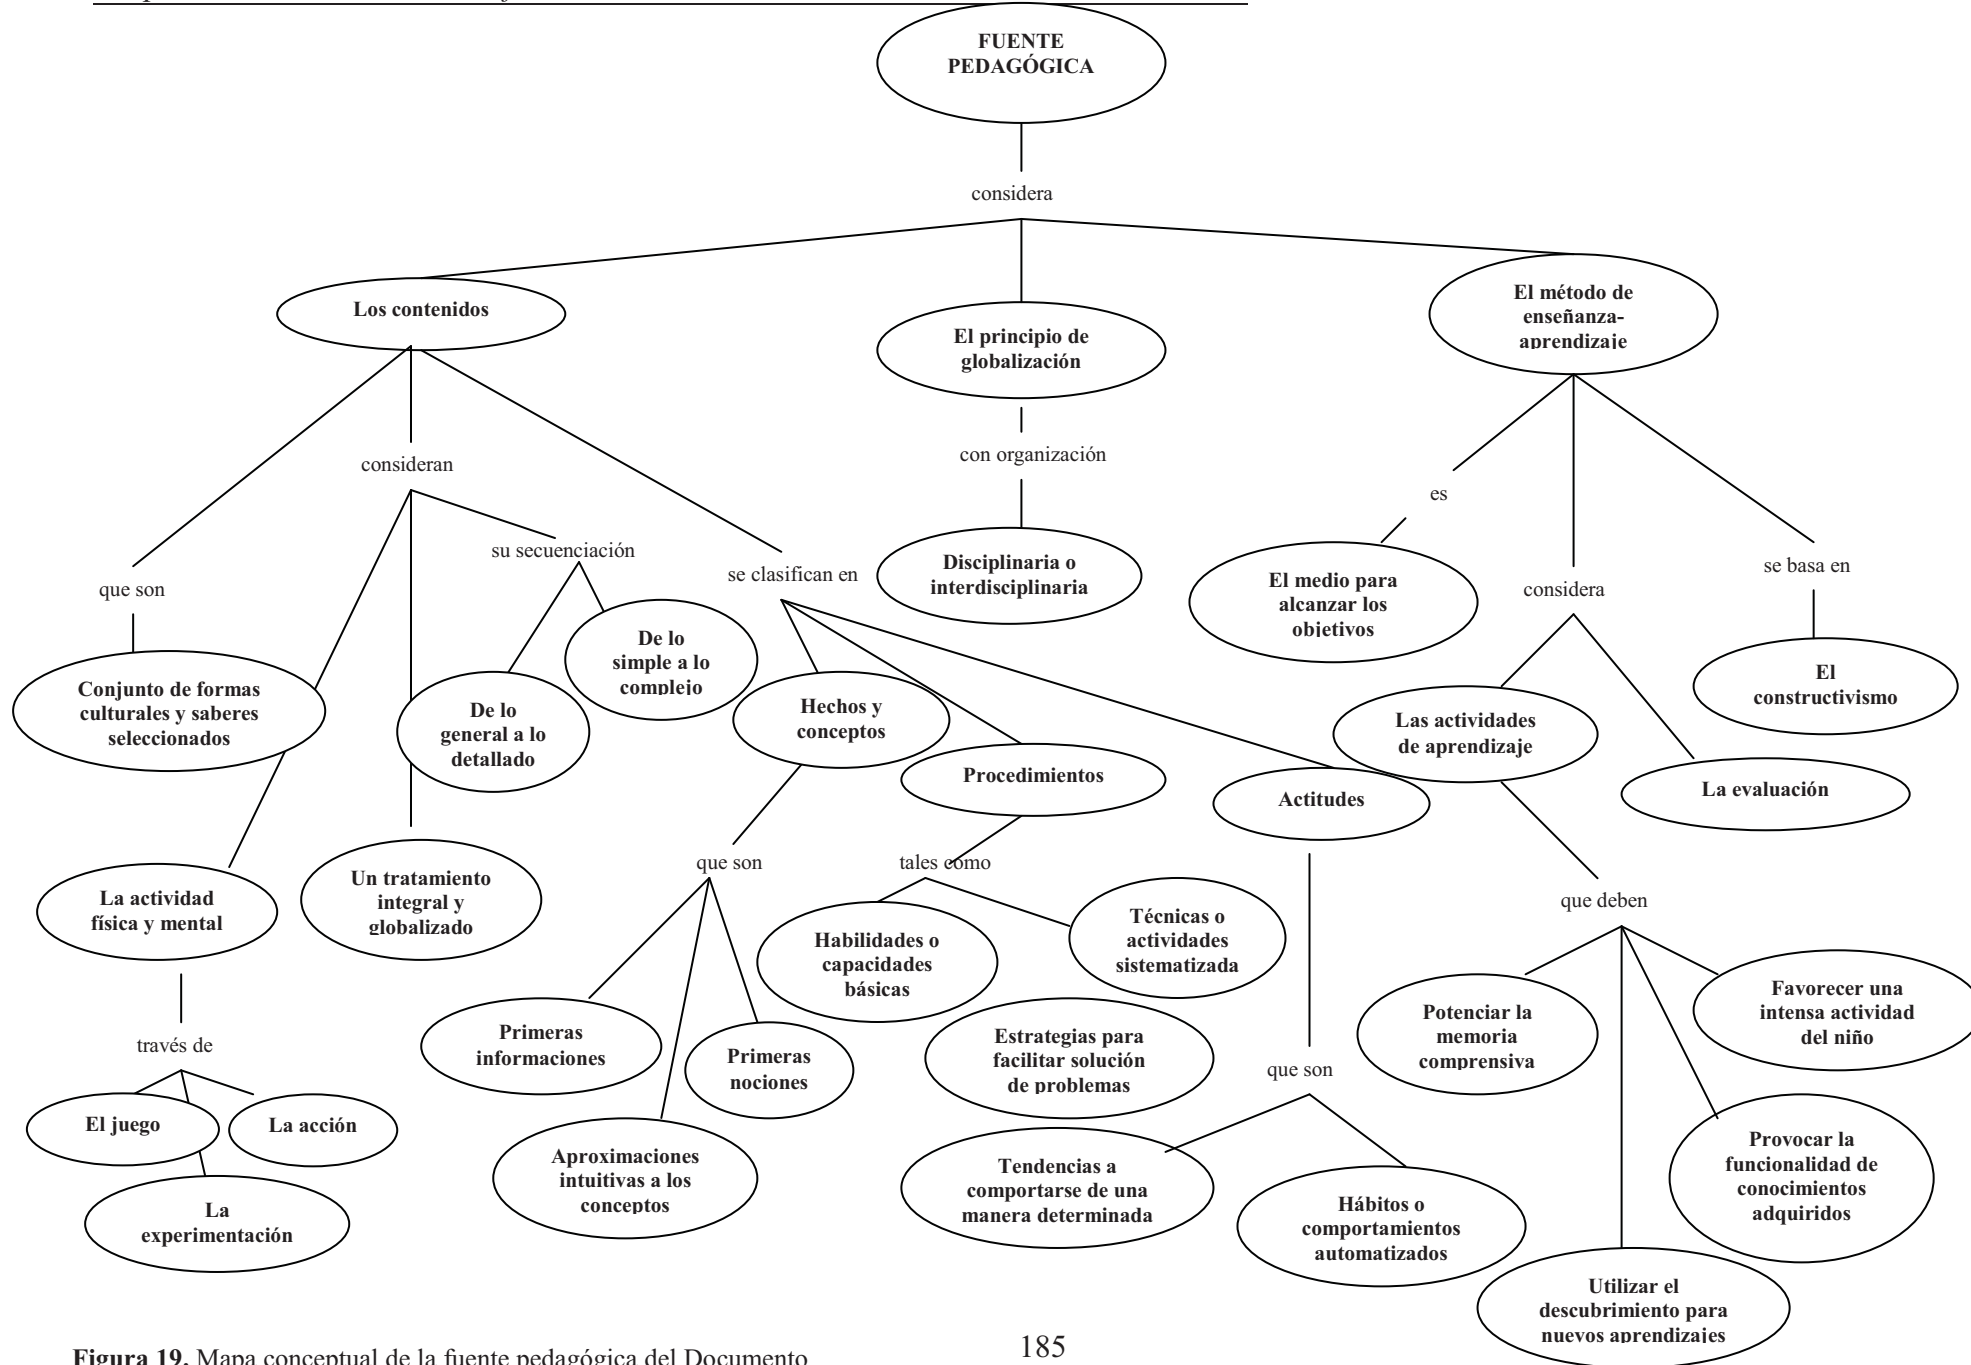 FUENTE
PEDAGÓGICA
considera
Los contenidos
El principio de
globalización
El método de
enseñanza-
aprendizaje
con organización
Disciplinaria o
interdisciplinaria
consideran
su secuenciación
se clasifican en
que son
es
considera
se basa en
El medio para
alcanzar los
objetivos
El
constructivismo
Conjunto de formas
culturales y saberes
seleccionados
De lo
general a lo
detallado
De lo
simple a lo
complejo
Hechos y
conceptos
Procedimientos
Actitudes
Las actividades
de aprendizaje
La evaluación
La actividad
física y mental
Un tratamiento
integral y
globalizado
que son
tales como
que deben
Habilidades o
capacidades
básicas
Técnicas o
actividades
sistematizada
Estrategias para
facilitar solución
de problemas
través de
El juego
La acción
La
experimentación
Primeras
informaciones
Primeras
nociones
Aproximaciones
intuitivas a los
conceptos
que son
Tendencias a
comportarse de una
manera determinada
Hábitos o
comportamientos
automatizados
Potenciar la
memoria
comprensiva
Favorecer una
intensa actividad
del niño
Provocar la
funcionalidad de
conocimientos
adquiridos
Utilizar el
descubrimiento para
nuevos aprendizajes
185
Figura 19. Mapa conceptual de la fuente pedagógica del Documento